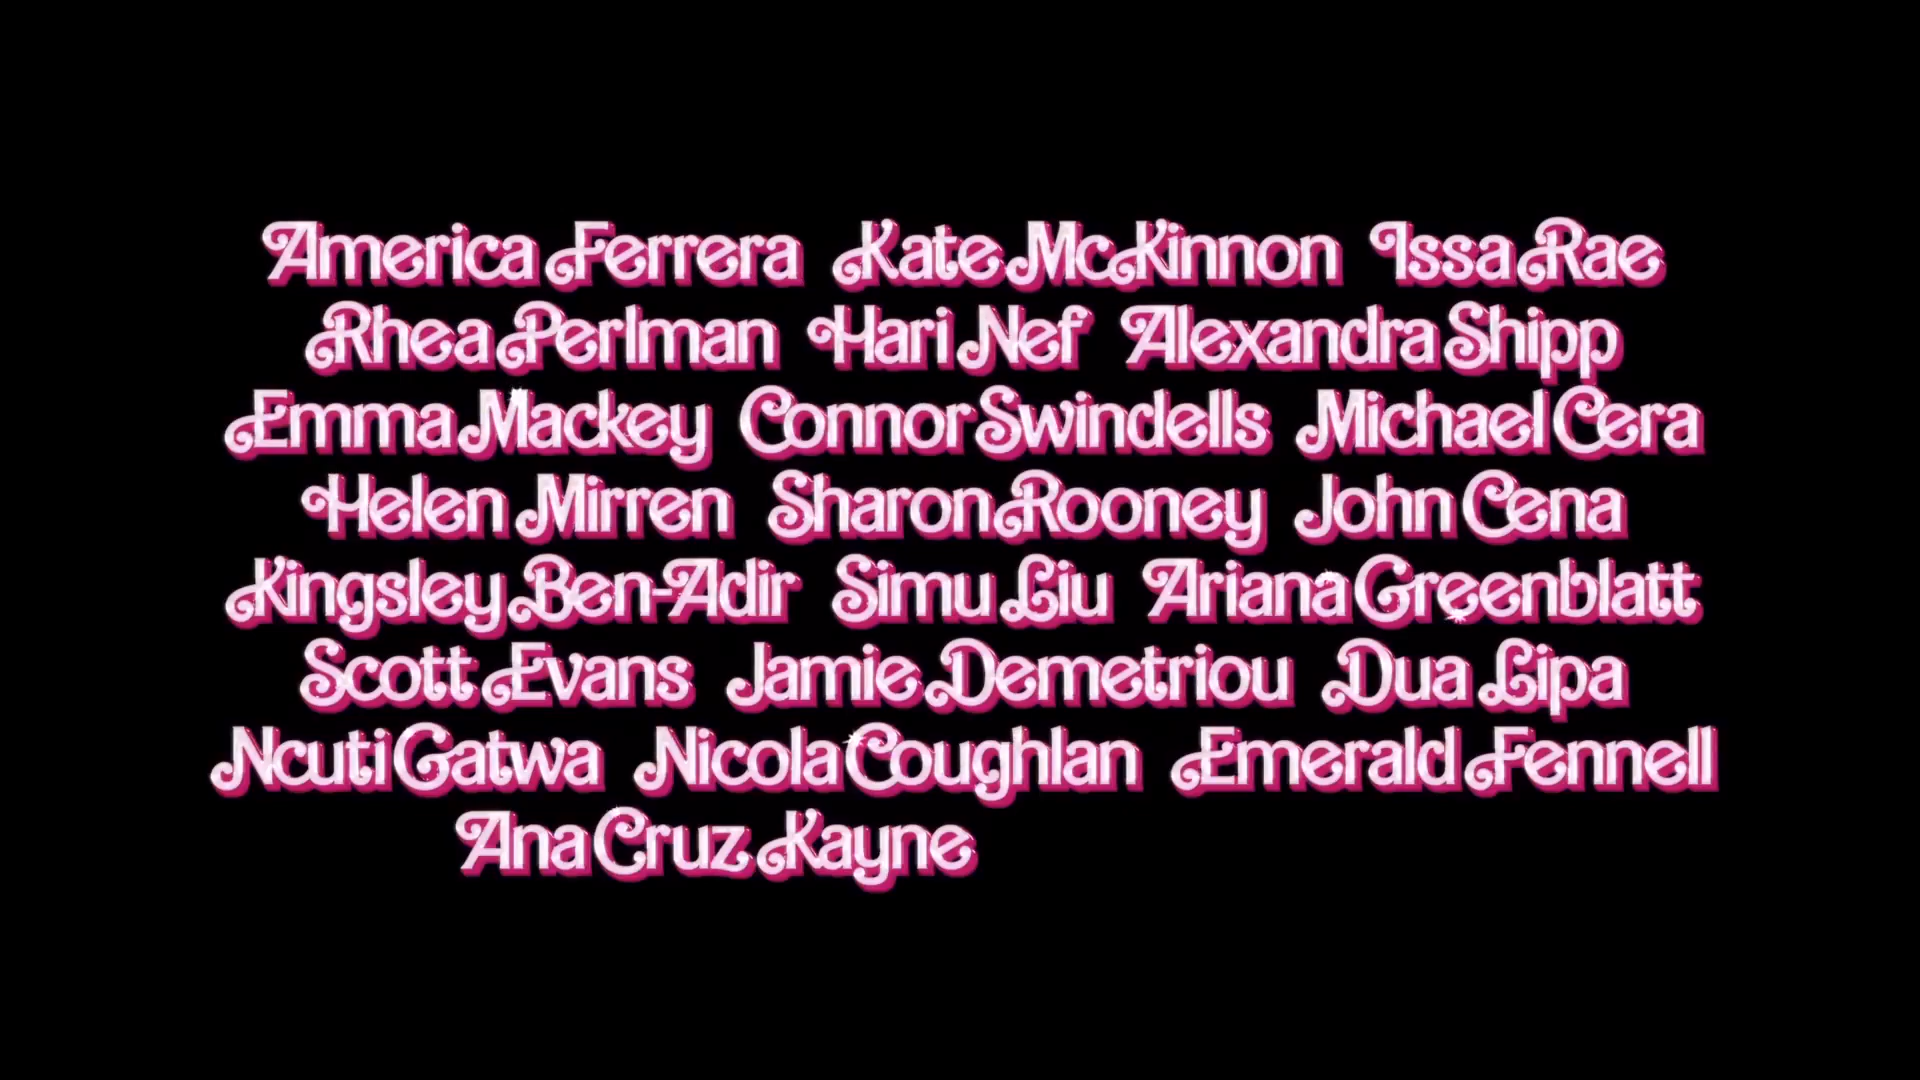 America Ferrera Kate McKinnon Issa Rae
Rhea Perlman Hari Nef Alexandra Shipp
Emma Mackey Connor Swindells Michael Cera
Helen Mirren Sharon Rooney John Cena
Kingsley Ben-Adir Simu Liu Ariana Greenblatt
Scott Evans Jamie Demetriou Dua Lipa
Ncuti Gatwa Nicola Coughlan Emerald Fennell
Ana Cruz Kayne